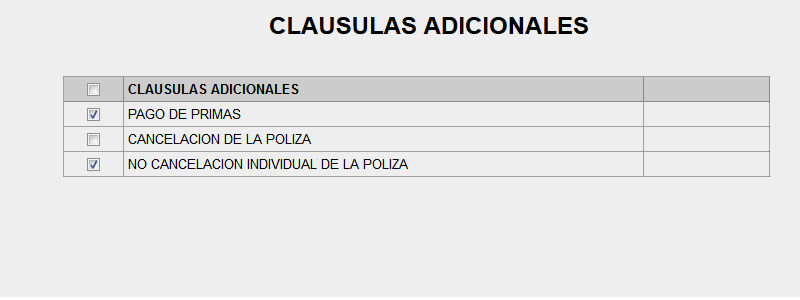 CLAUSULAS ADICIONALES
CLAUSULAS ADICIONALES
PAGO DE PRIMAS
CANCELACION DE LA POLIZA
NO CANCELACION INDIVIDUAL DE LA POLIZA